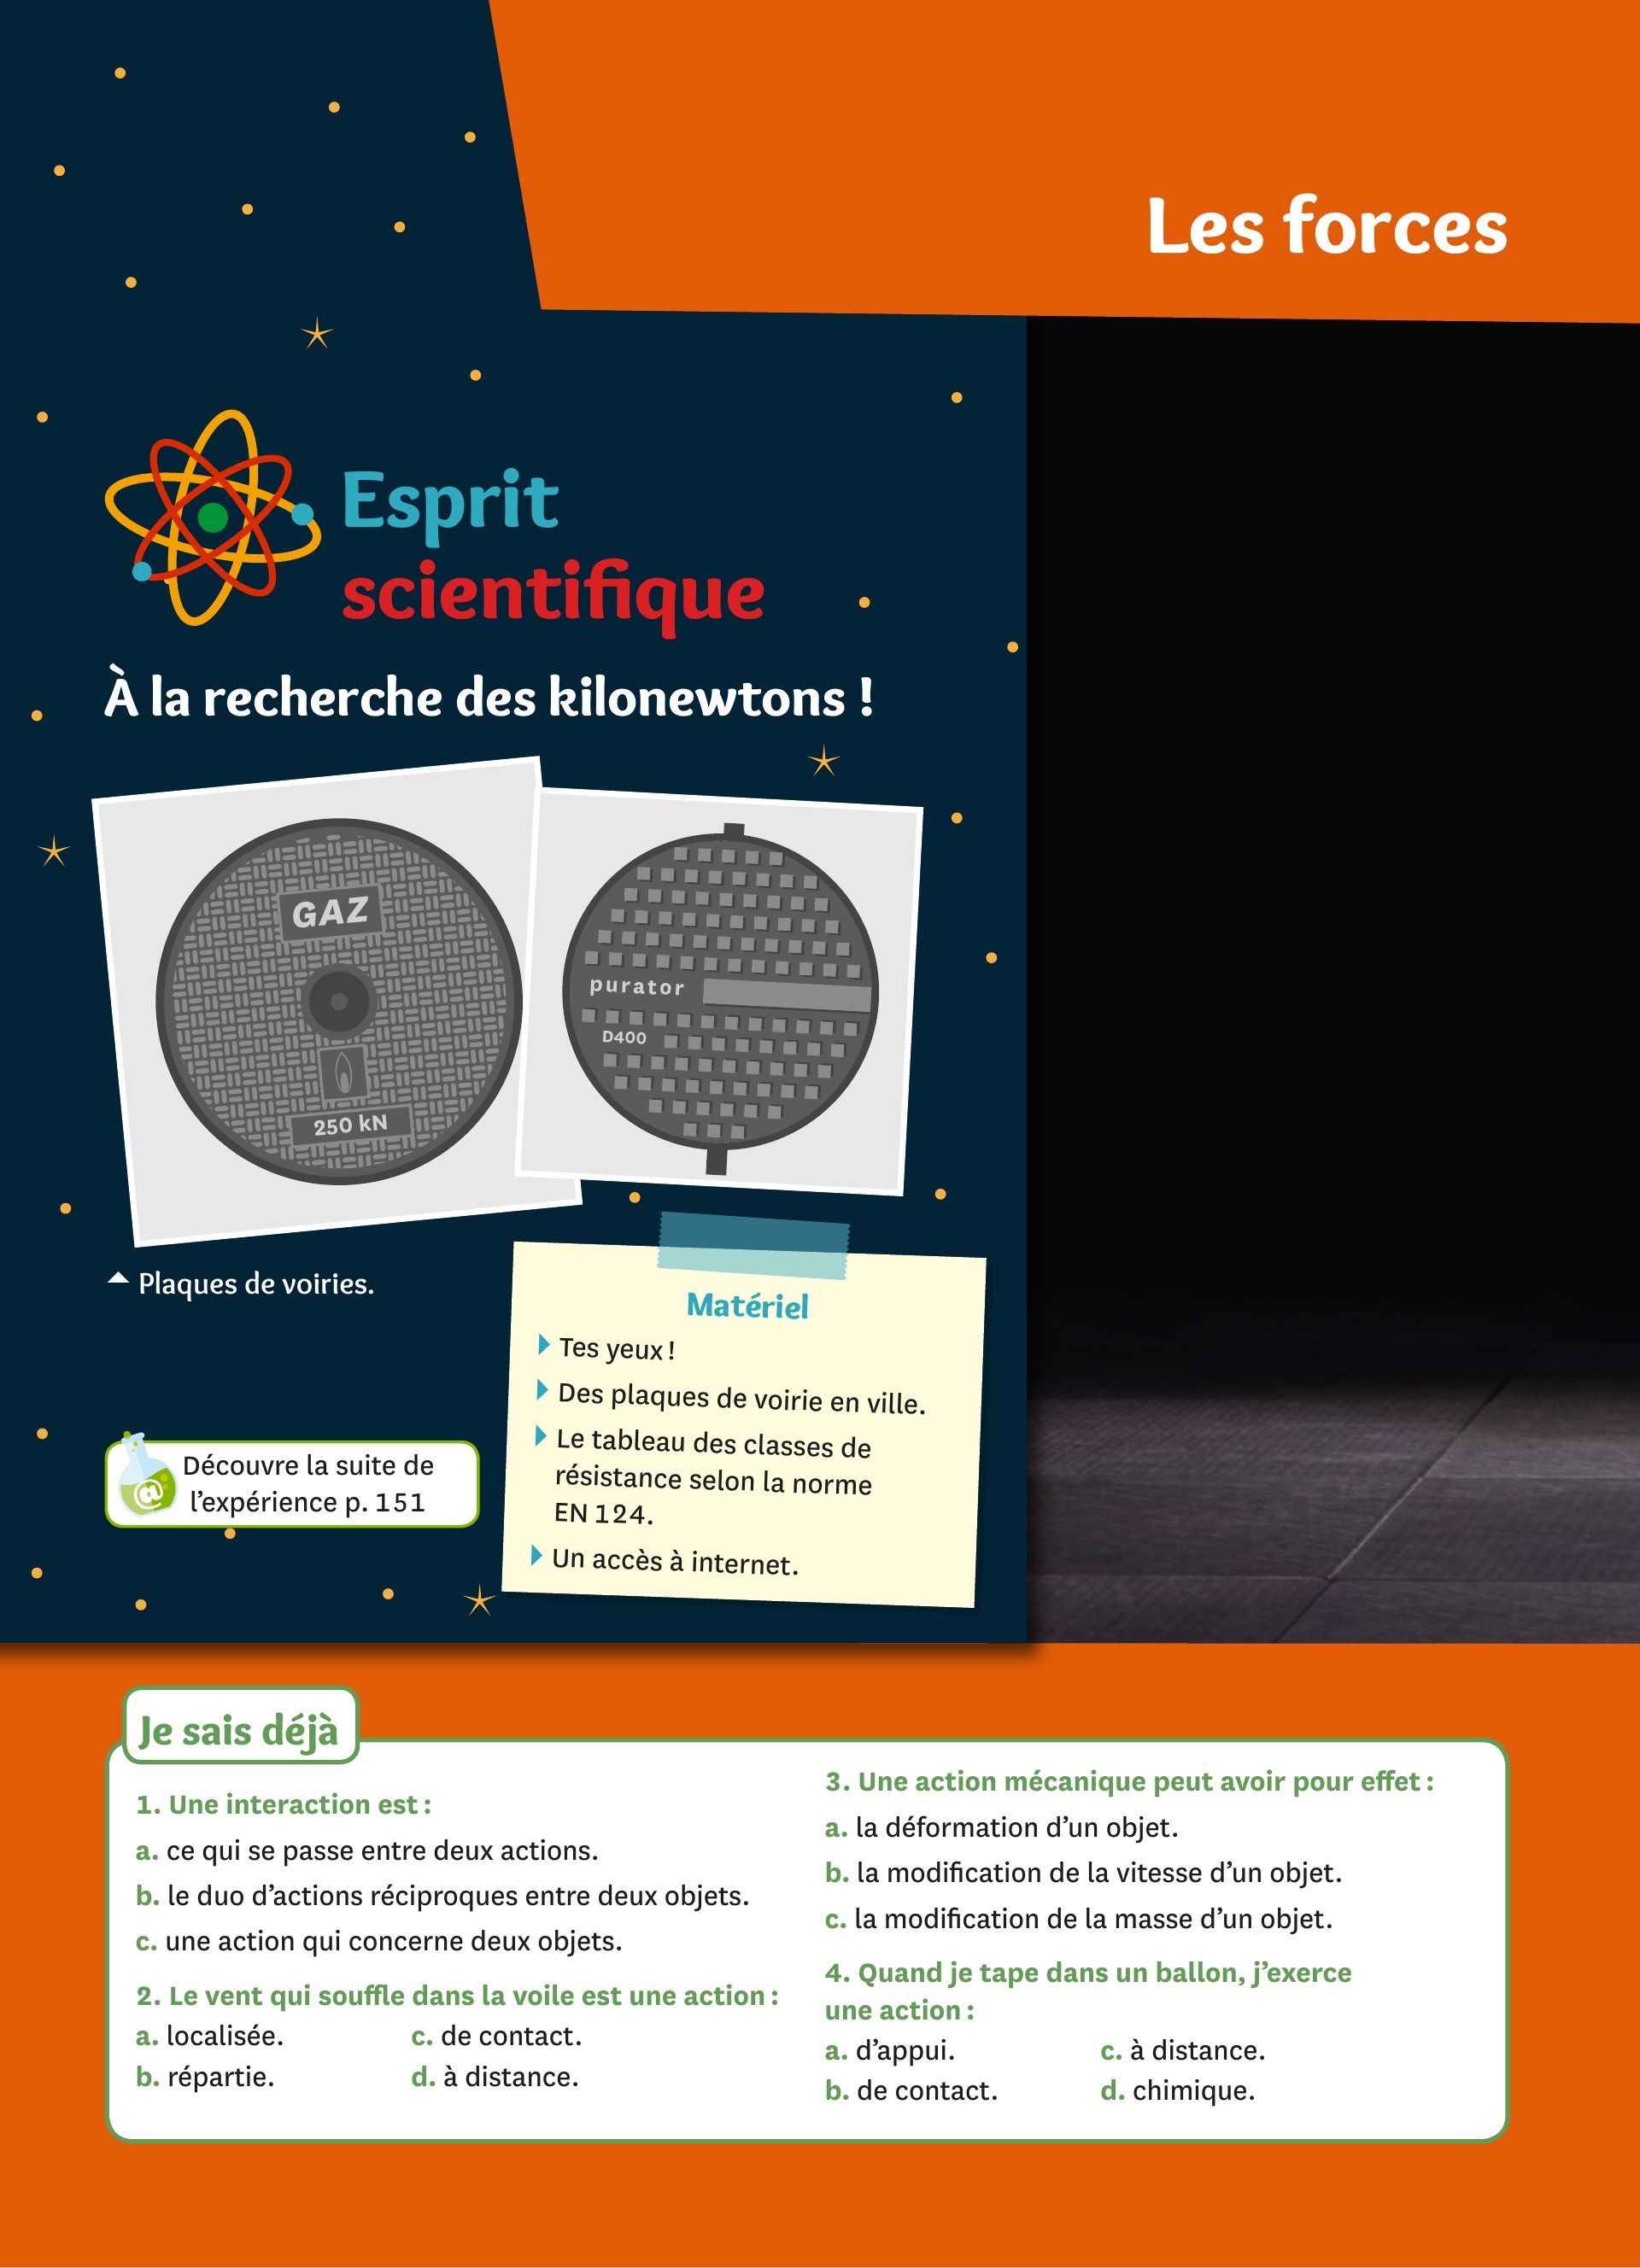 Les forces
Esprit
scientifique
À la recherche des kilonewtons !
GAZ
250 kN
purator
D400
Plaques de voiries.
Matériel
Tes yeux !
Des plaques de voirie en ville.
Le tableau des classes de
résistance selon la norme
EN 124.
Un accès à internet.
@
Découvre la suite de
l'expérience p. 151
Je sais déjà
1. Une interaction est :
a. ce qui se passe entre deux actions.
b. le duo d'actions réciproques entre deux objets.
c. une action qui concerne deux objets.
2. Le vent qui souffle dans la voile est une action :
a. localisée.
b. répartie.
c. de contact.
d. à distance.
3. Une action mécanique peut avoir pour effet :
a. la déformation d'un objet.
b. la modification de la vitesse d'un objet.
c. la modification de la masse d'un objet.
4. Quand je tape dans un ballon, j'exerce
une action :
a. d'appui.
b. de contact.
c. à distance.
d. chimique.